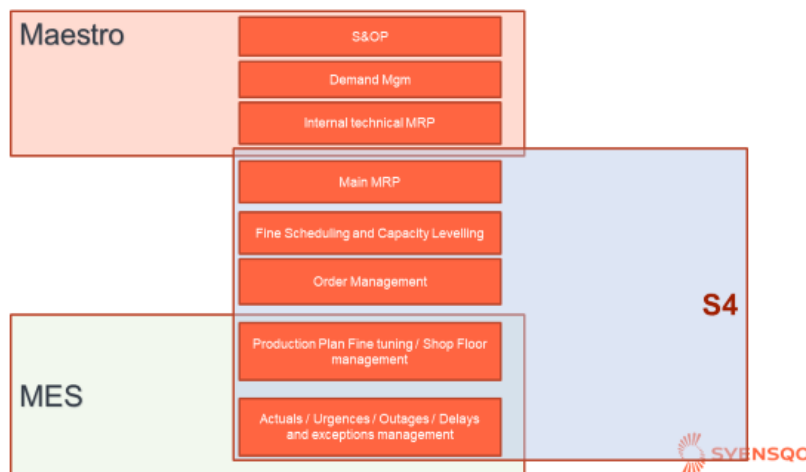 Maestro
S&OP
Demand Mgm
Internal technical MRP
Main MRP
Fine Scheduling and Capacity Levelling
Order Management
S4
Production Plan Fine tuning / Shop Floor
management
MES
Actuals / Urgences / Outages / Delays
and exceptions management
SYENSQO